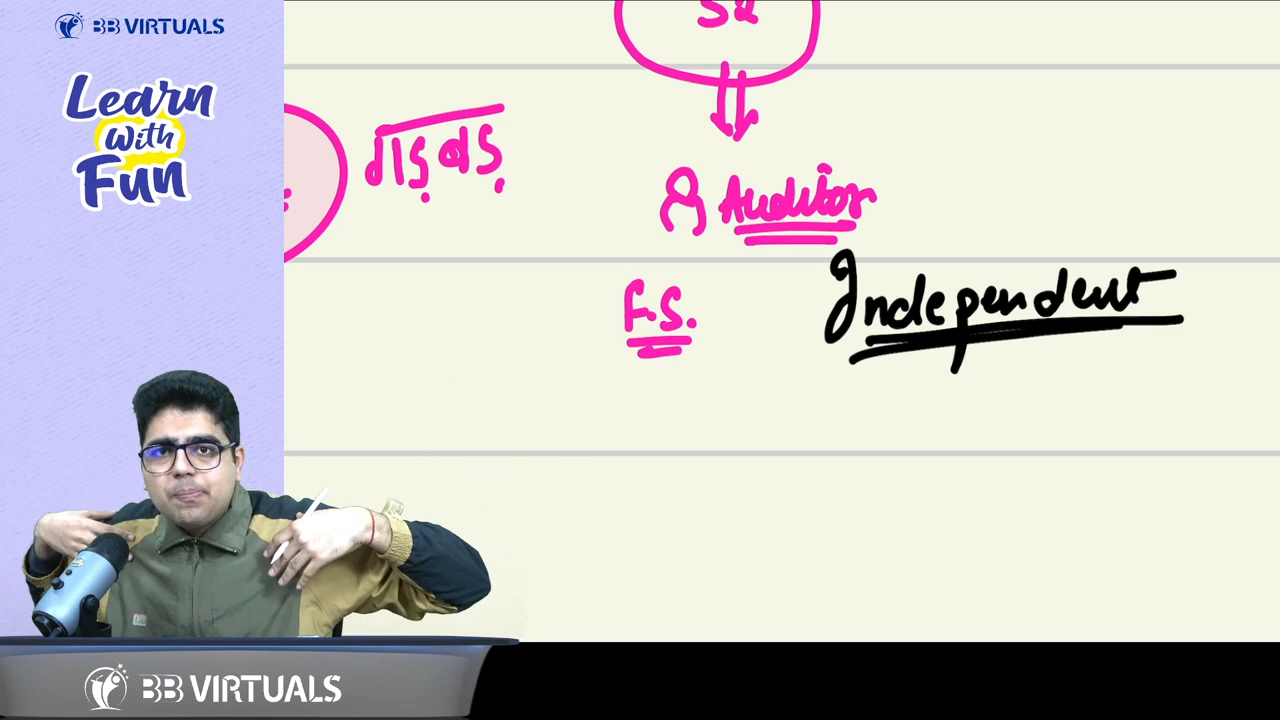 BB VIRTUALS
Learn
With
Fun
Auditor
F.S.
Independent
BB VIRTUALS